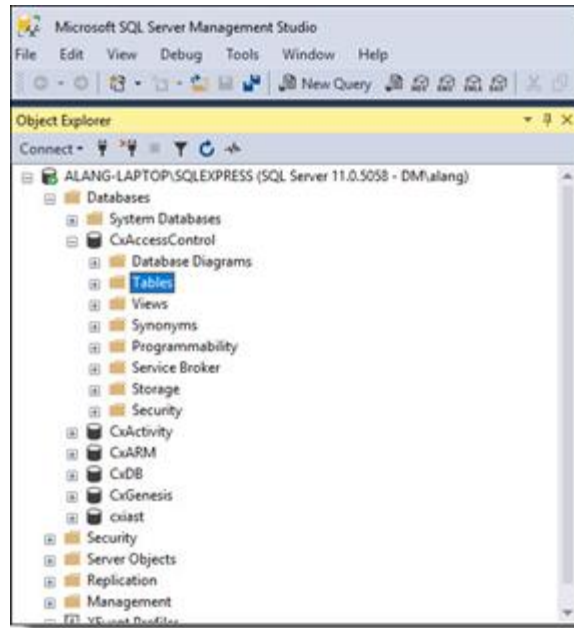 Microsoft SQL Server Management Studio
File Edit View Debug Tools Window Help
New Query
Object Explorer
Connect
ALANG-LAPTOP\SQLEXPRESS (SQL Server 11.0.5058 - DM\alang)
Databases
System Databases
CxAccessControl
Database Diagrams
Tables
Views
Synonyms
Programmability
Service Broker
Storage
Security
CxActivity
CxARM
CxDB
CxGenesis
cxiast
Security
Server Objects
Replication
Management
XEvent Profiler